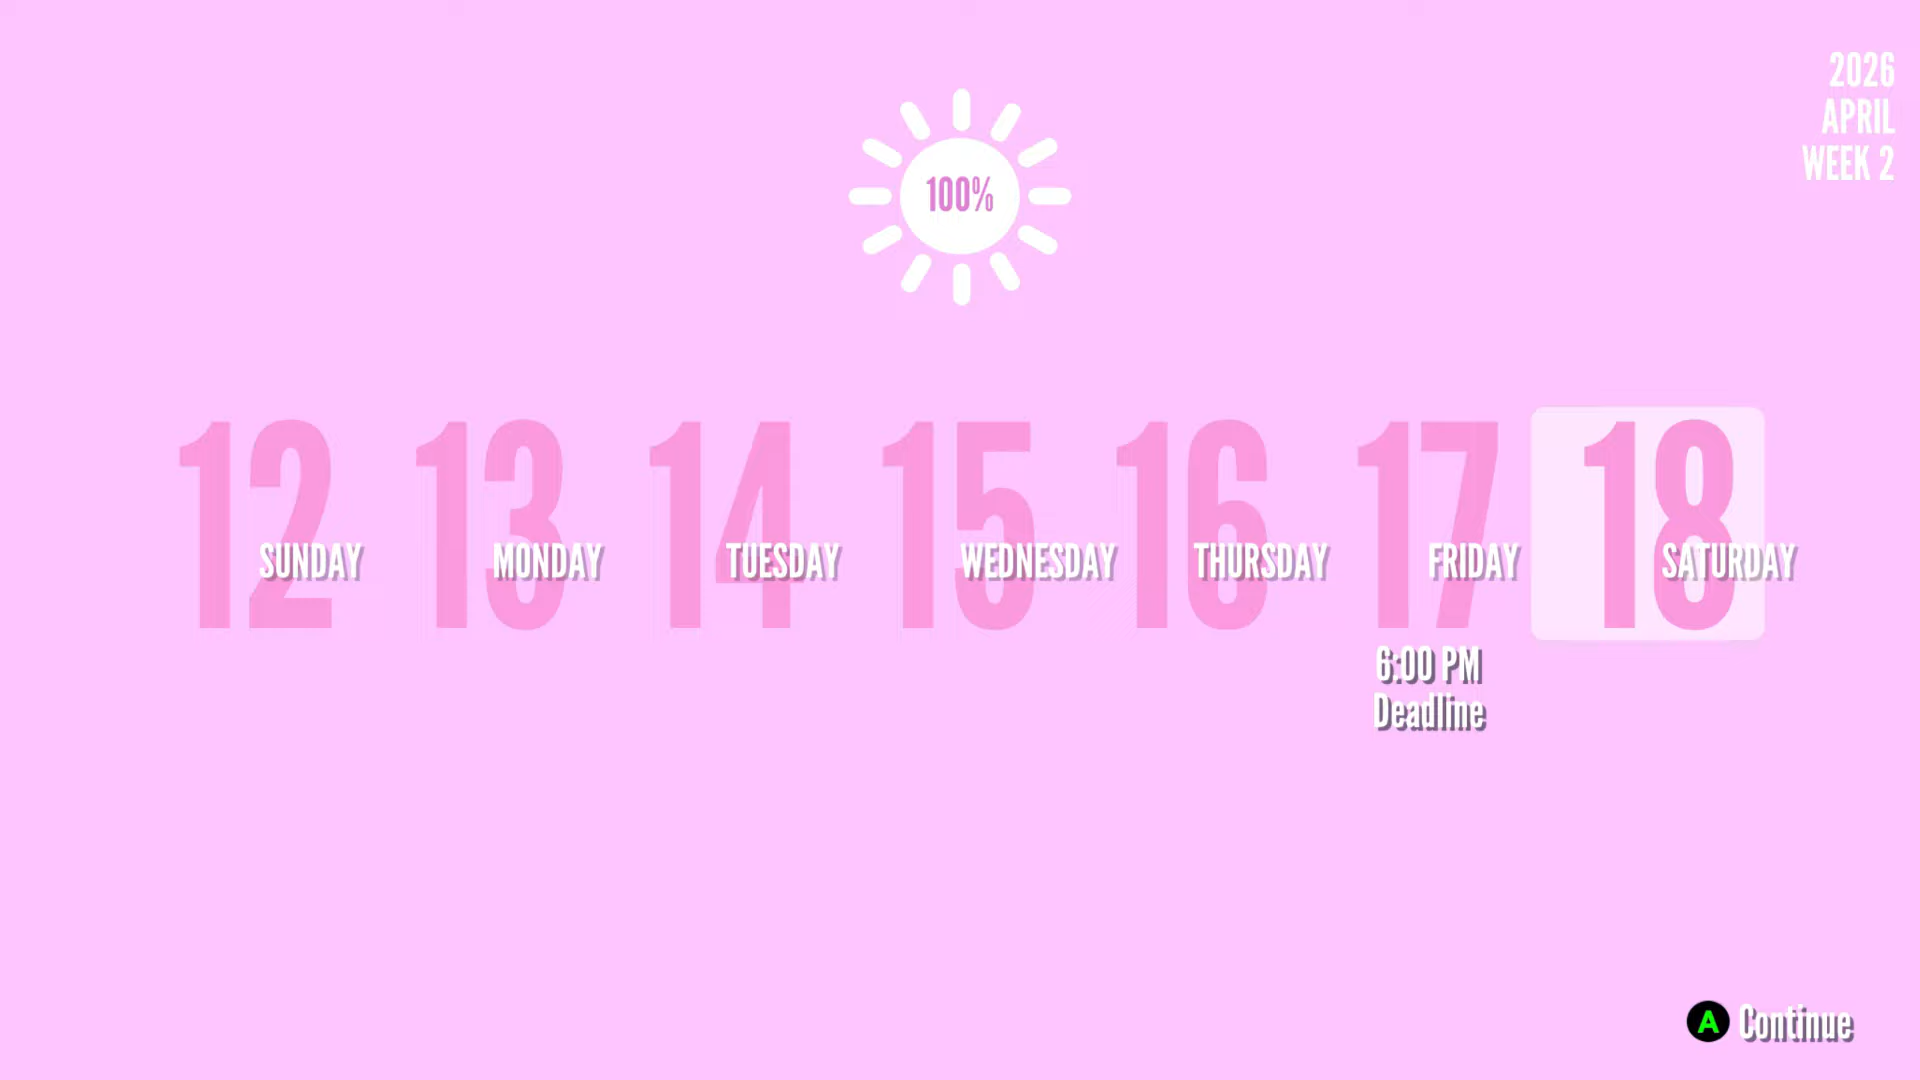 2026
APRIL
WEEK 2
100%
12 13 14 15 16 17 18
SUNDAY MONDAY TUESDAY WEDNESDAY THURSDAY FRIDAY SATURDAY
6:00 PM
Deadline
A Continue